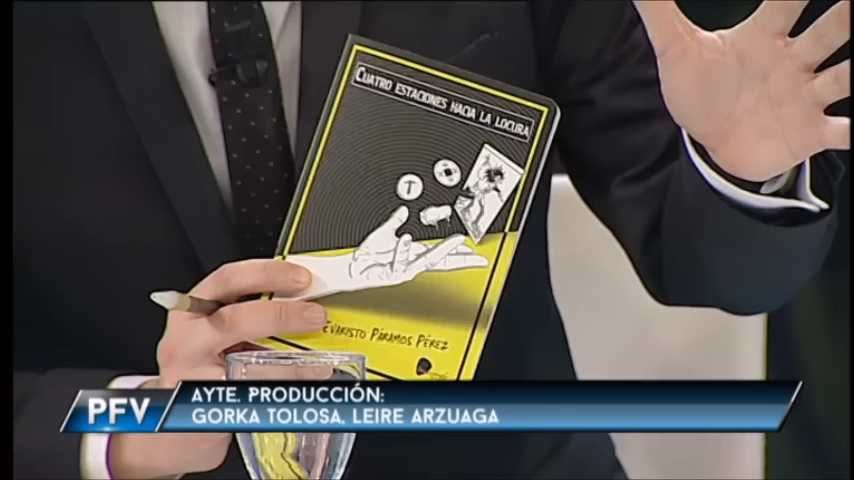 CUATRO ESTACIONES HACIA LA LOCURA
EVARISTO PÁRAMOS PÉREZ
PFV
AYTE. PRODUCCIÓN:
GORKA TOLOSA, LEIRE ARZUAGA